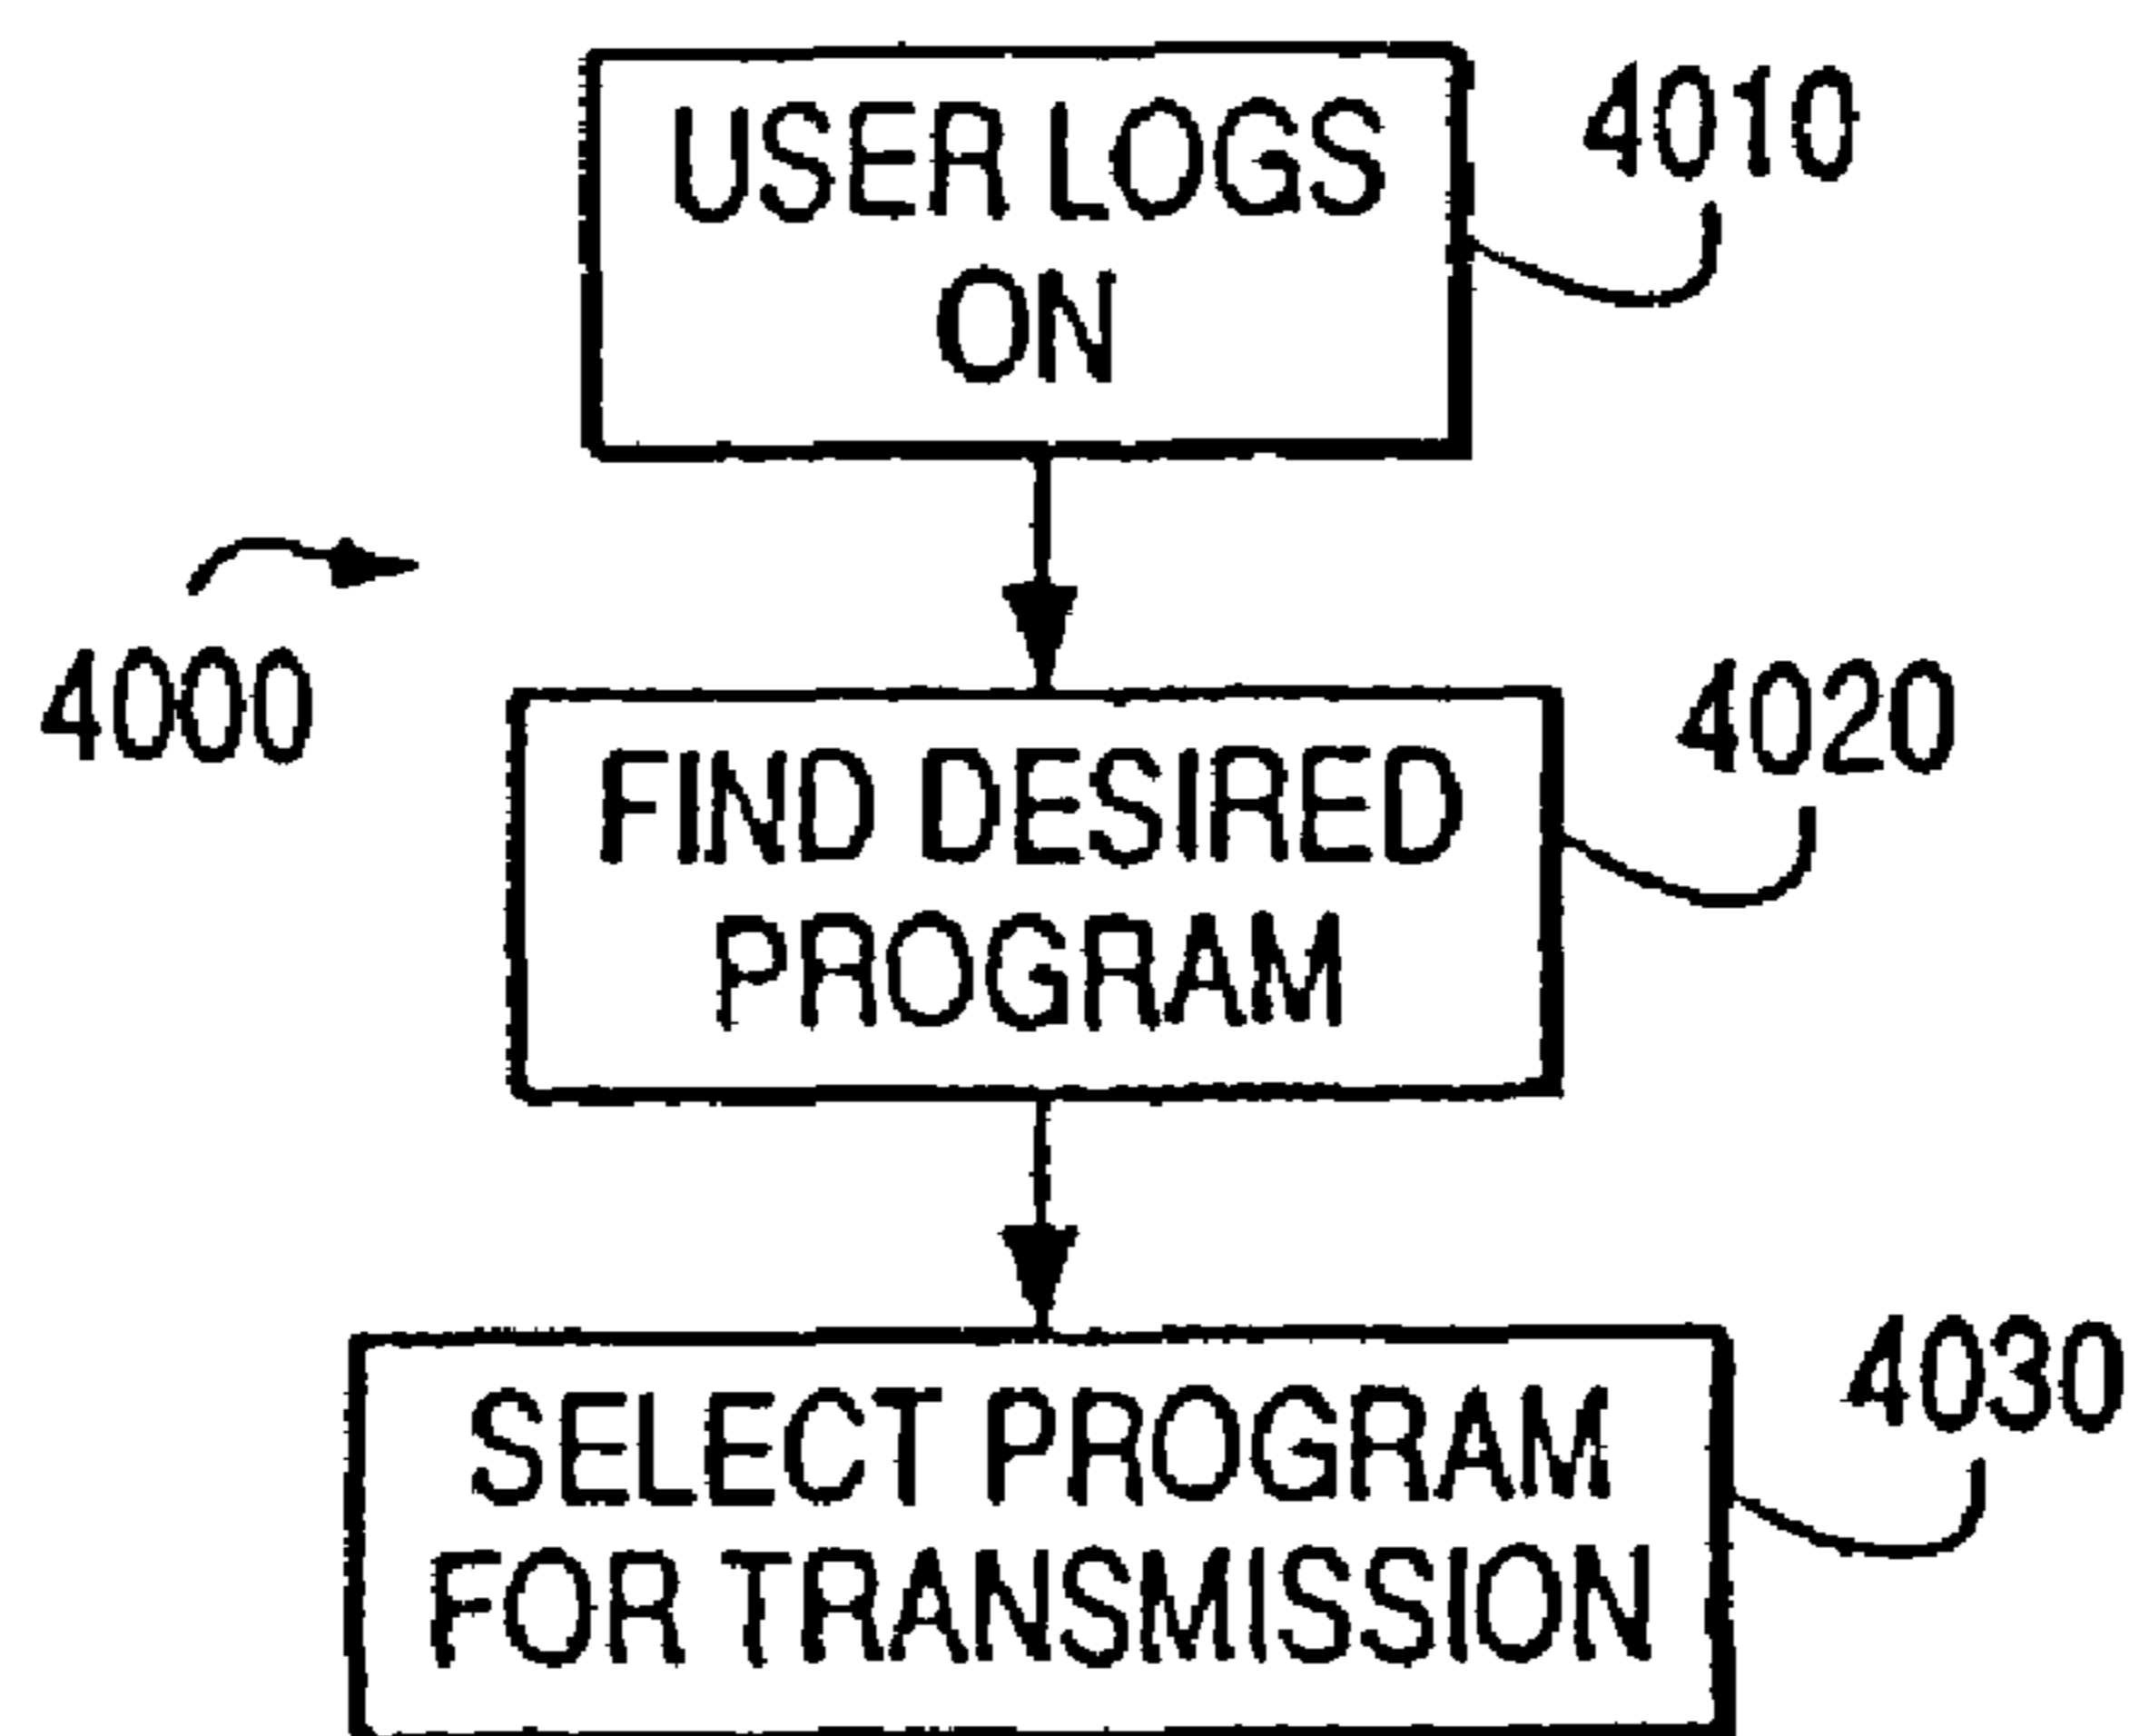 USER LOGS
ON
4010
4000
FIND DESIRED
PROGRAM
4020
SELECT PROGRAM
FOR TRANSMISSION
4030